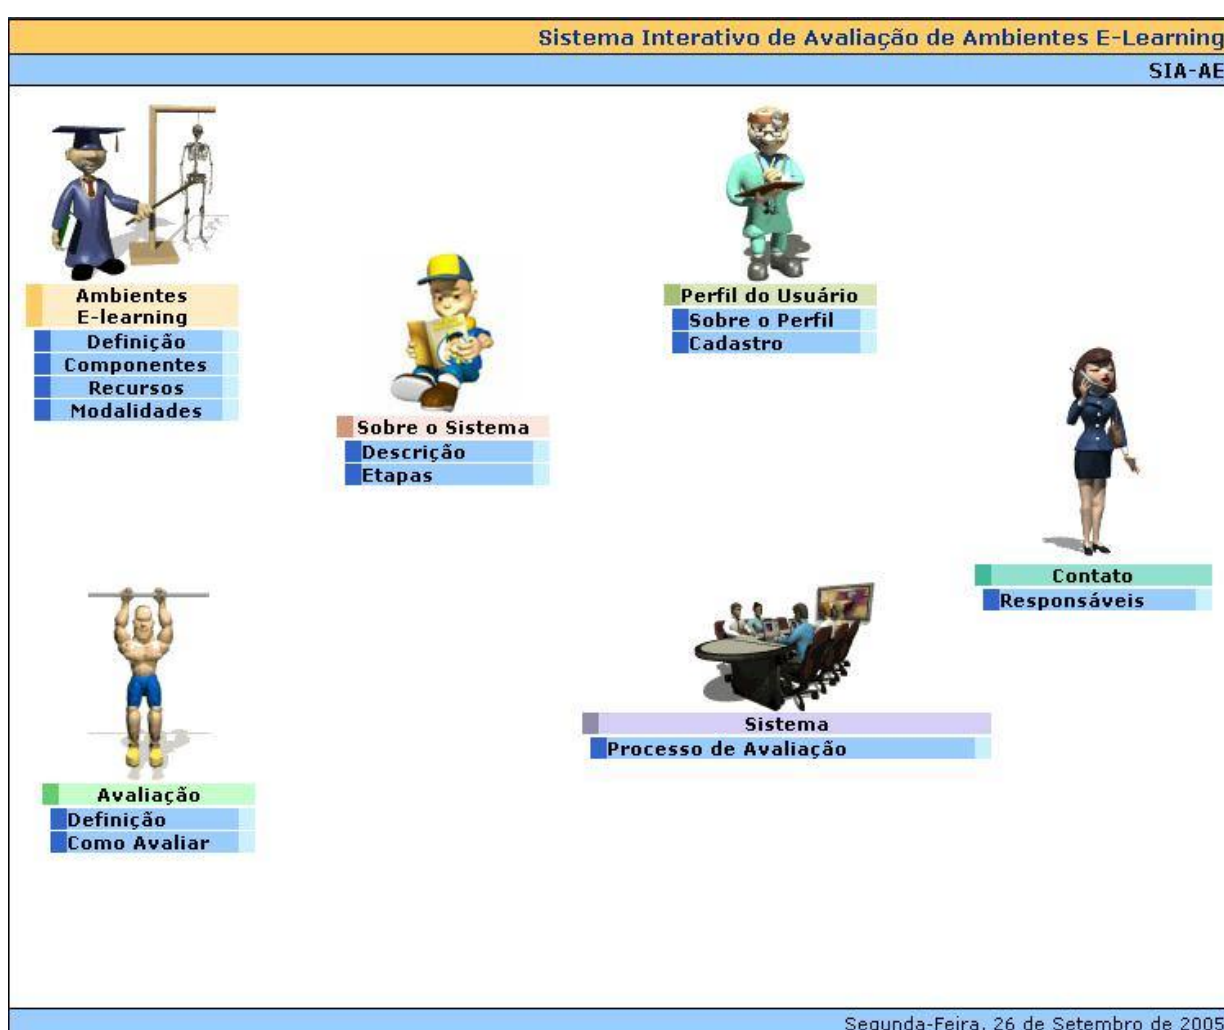 Sistema Interativo de Avaliação de Ambientes E-Learning
SIA-AE
Ambientes
E-learning
Definição
Componentes
Recursos
Modalidades
Sobre o Sistema
Descrição
Etapas
Perfil do Usuário
Sobre o Perfil
Cadastro
Contato
Responsáveis
Avaliação
Definição
Como Avaliar
Sistema
Processo de Avaliação
Segunda-Feira, 26 de Setembro de 2005